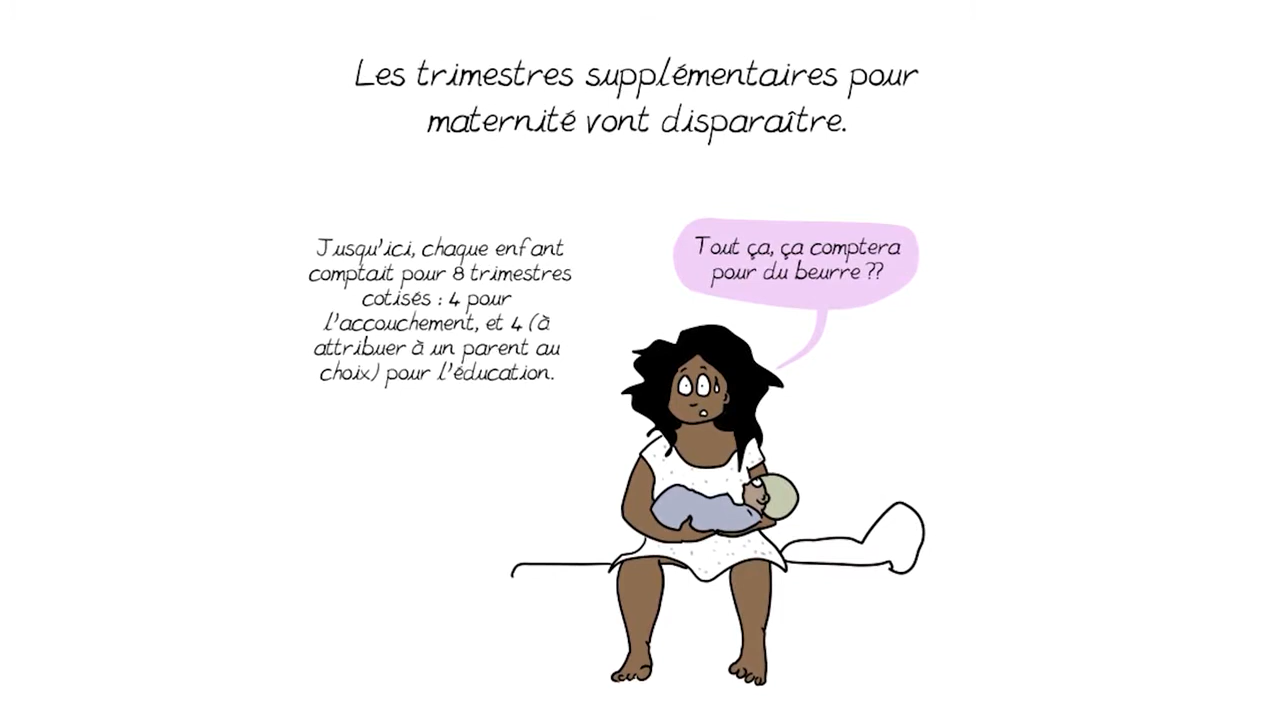 Les trimestres supplémentaires pour
maternité vont disparaître.
Jusqu'ici, chaque enfant
comptait pour 8 trimestres
cotisés : 4 pour
l'accouchement, et 4 (à
attribuer à un parent au
choix) pour l'éducation.
Tout ça, ça comptera
pour du beurre ??